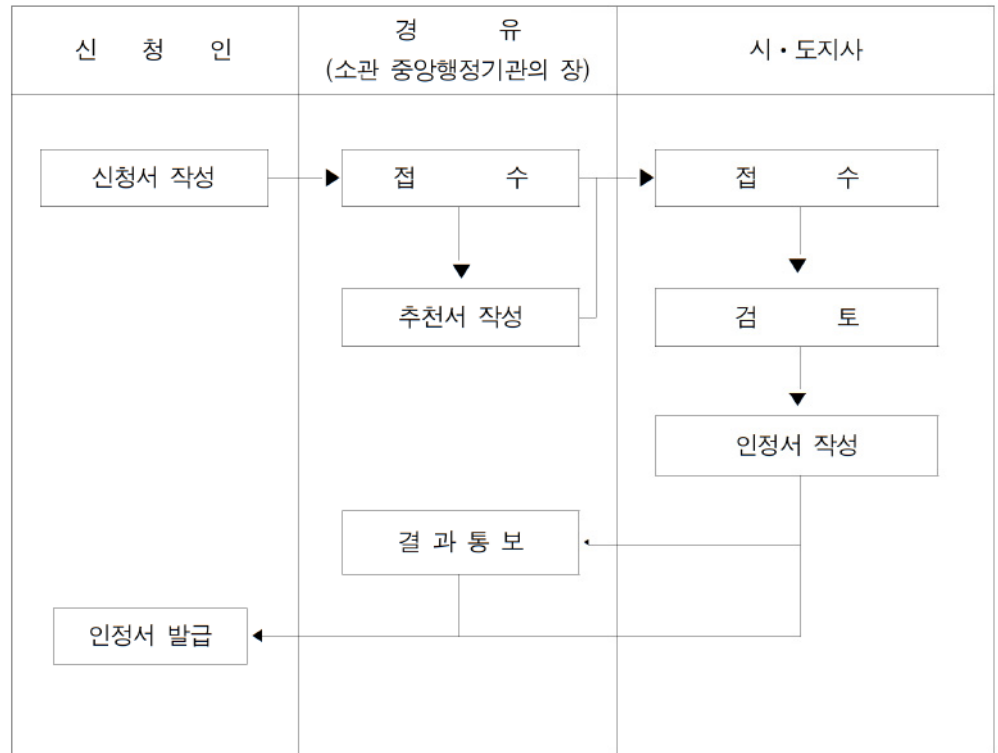 신 청 인
경 유
(소관 중앙행정기관의 장)
시·도지사
신청서 작성
접 수
접 수
추천서 작성
검 토
인정서 작성
결 과 통 보
인정서 발급